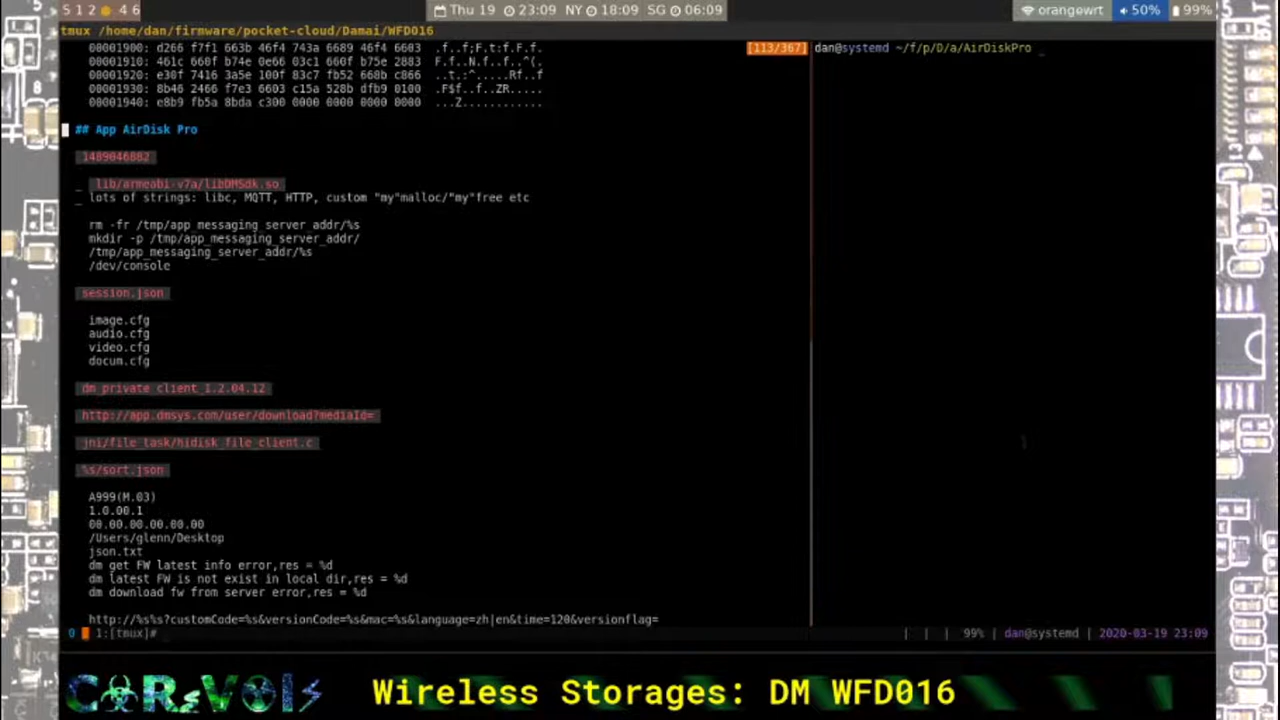 5 1 2 4 6
Thu 19 23:09 NY 18:09 SG 06:09
orangewrt 50% 99%
tmux /home/dan/firmware/pocket-cloud/Damai/WFD016
00001900: d266 f7f1 663b 46f4 743a 6689 46f4 6603 .f..f;F.t:f.F.f.
[113/367]
dan@systemd ~/f/p/D/a/AirDiskPro
00001910: 461c 660f b74e 0e66 03c1 660f b75e 2883 F.f..N.f..f..^(.
00001920: e30f 7416 3a5e 100f 83c7 fb52 668b c866 ..t.:^.....Rf..f
00001930: 8b46 2466 f7e3 6603 c15a 528b dfb9 0100 .F$f..f..ZR.....
00001940: e8b9 fb5a 8bda c300 0000 0000 0000 0000 ...Z............
## App AirDisk Pro
1489046882
_ lib/armeabi-v7a/libDMSdk.so
_ lots of strings: libc, MQTT, HTTP, custom "my"malloc/"my"free etc
rm -fr /tmp/app_messaging_server_addr/%s
mkdir -p /tmp/app_messaging_server_addr/
/tmp/app_messaging_server_addr/%s
/dev/console
session.json
image.cfg
audio.cfg
video.cfg
docum.cfg
dm_private_client_1.2.04.12
http://app.dmsys.com/user/download?mediaId=
jni/file_task/hidisk_file_client.c
%s/sort.json
A999(M.03)
1.0.00.1
00.00.00.00.00.00
/Users/glenn/Desktop
json.txt
dm get FW latest info error,res = %d
dm latest FW is not exist in local dir,res = %d
dm download fw from server error,res = %d
http://%s%s?customCode=%s&versionCode=%s&mac=%s&language=zh|en&time=120&versionflag=
0 1:[tmux]# | | | 99% | dan@systemd | 2020-03-19 23:09
Wireless Storages: DM WFD016